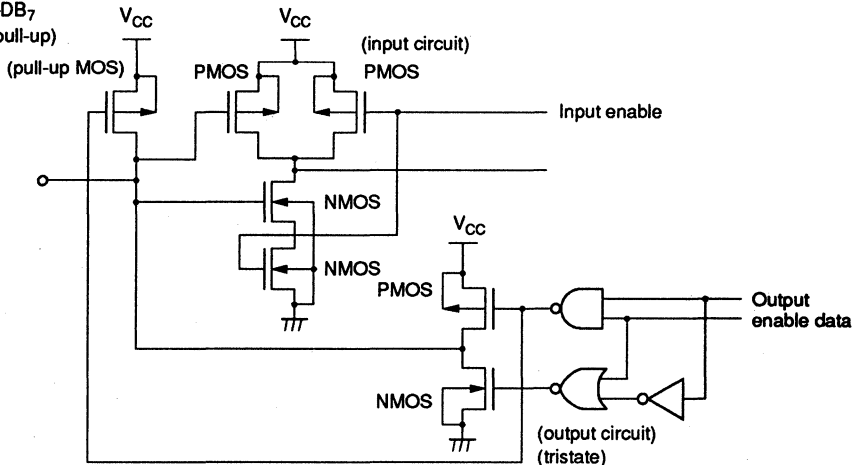 DB7
pull-up)
VCC
VCC
(input circuit)
(pull-up MOS)
PMOS
PMOS
Input enable
NMOS
VCC
NMOS
PMOS
Output
enable data
NMOS
(output circuit)
(tristate)